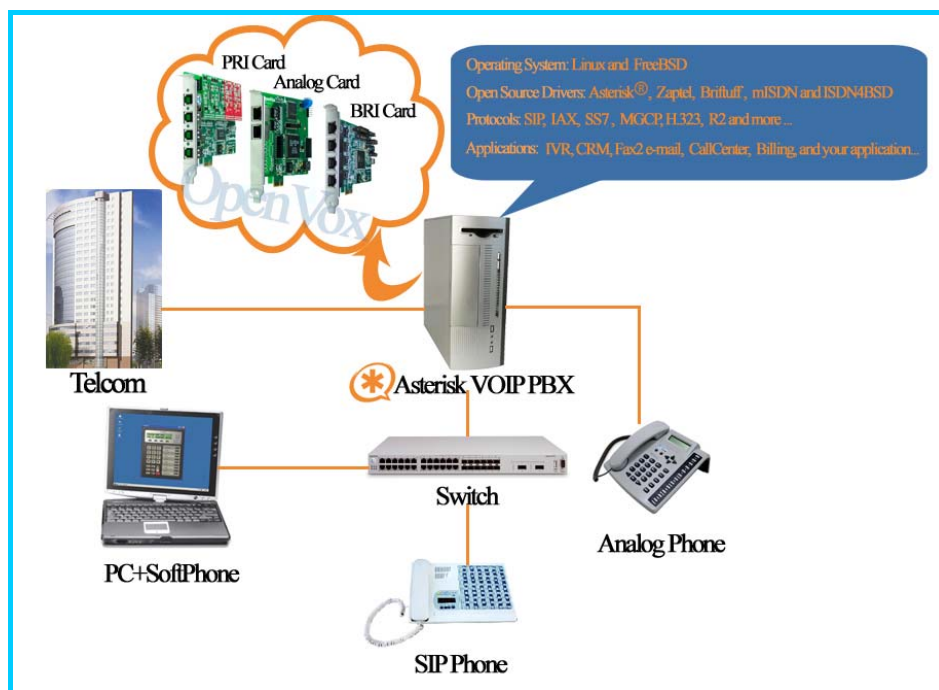 PRI Card
Analog Card
BRI Card
OpenVox
Operating System: Linux and FreeBSD
Open Source Drivers: Asterisk®, Zaptel, Briftuff, mISDN and ISDN4BSD
Protocols: SIP, IAX, SS7, MGCP, H.323, R2 and more ...
Applications: IVR, CRM, Fax2 e-mail, CallCenter, Billing, and your application...
Telcom
Asterisk VOIP PBX
Switch
PC+SoftPhone
Analog Phone
SIP Phone